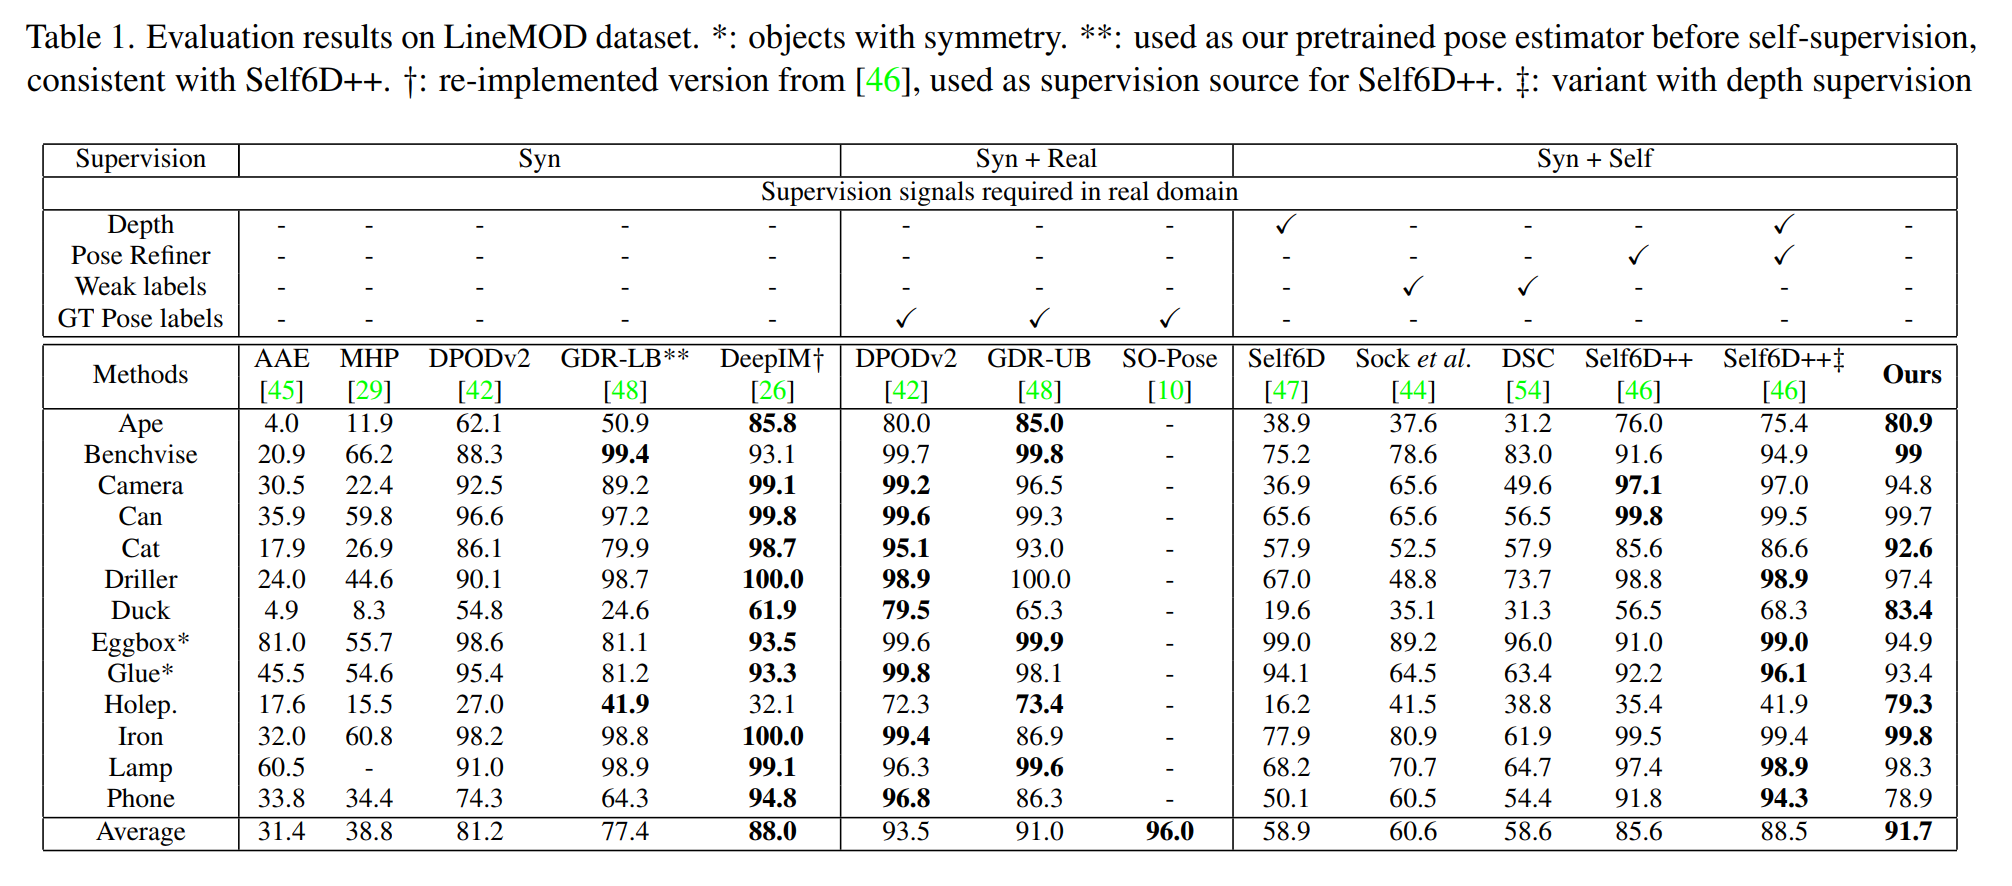 Table 1. Evaluation results on LineMOD dataset. *: objects with symmetry. **: used as our pretrained pose estimator before self-supervision,
consistent with Self6D++. †: re-implemented version from [46], used as supervision source for Self6D++. ‡: variant with depth supervision
Supervision Syn Syn + Real Syn + Self
Supervision signals required in real domain
Depth - - - - - - - - ✓ - - - ✓ -
Pose Refiner - - - - - - - - - - - ✓ ✓ -
Weak labels - - - - - - - - - ✓ ✓ - - -
GT Pose labels - - - - - ✓ ✓ ✓ - - - - - -
Methods AAE MHP DPODv2 GDR-LB** DeepIM† DPODv2 GDR-UB SO-Pose Self6D Sock et al. DSC Self6D++ Self6D++‡ Ours
[45] [29] [42] [48] [26] [42] [48] [10] [47] [44] [54] [46] [46]
Ape 4.0 11.9 62.1 50.9 85.8 80.0 85.0 - 38.9 37.6 31.2 76.0 75.4 80.9
Benchvise 20.9 66.2 88.3 99.4 93.1 99.7 99.8 - 75.2 78.6 83.0 91.6 94.9 99
Camera 30.5 22.4 92.5 89.2 99.1 99.2 96.5 - 36.9 65.6 49.6 97.1 97.0 94.8
Can 35.9 59.8 96.6 97.2 99.8 99.6 99.3 - 65.6 65.6 56.5 99.8 99.5 99.7
Cat 17.9 26.9 86.1 79.9 98.7 95.1 93.0 - 57.9 52.5 57.9 85.6 86.6 92.6
Driller 24.0 44.6 90.1 98.7 100.0 98.9 100.0 - 67.0 48.8 73.7 98.8 98.9 97.4
Duck 4.9 8.3 54.8 24.6 61.9 79.5 65.3 - 19.6 35.1 31.3 56.5 68.3 83.4
Eggbox* 81.0 55.7 98.6 81.1 93.5 99.6 99.9 - 99.0 89.2 96.0 91.0 99.0 94.9
Glue* 45.5 54.6 95.4 81.2 93.3 99.8 98.1 - 94.1 64.5 63.4 92.2 96.1 93.4
Holep. 17.6 15.5 27.0 41.9 32.1 72.3 73.4 - 16.2 41.5 38.8 35.4 41.9 79.3
Iron 32.0 60.8 98.2 98.8 100.0 99.4 86.9 - 77.9 80.9 61.9 99.5 99.4 99.8
Lamp 60.5 - 91.0 98.9 99.1 96.3 99.6 - 68.2 70.7 64.7 97.4 98.9 98.3
Phone 33.8 34.4 74.3 64.3 94.8 96.8 86.3 - 50.1 60.5 54.4 91.8 94.3 78.9
Average 31.4 38.8 81.2 77.4 88.0 93.5 91.0 96.0 58.9 60.6 58.6 85.6 88.5 91.7